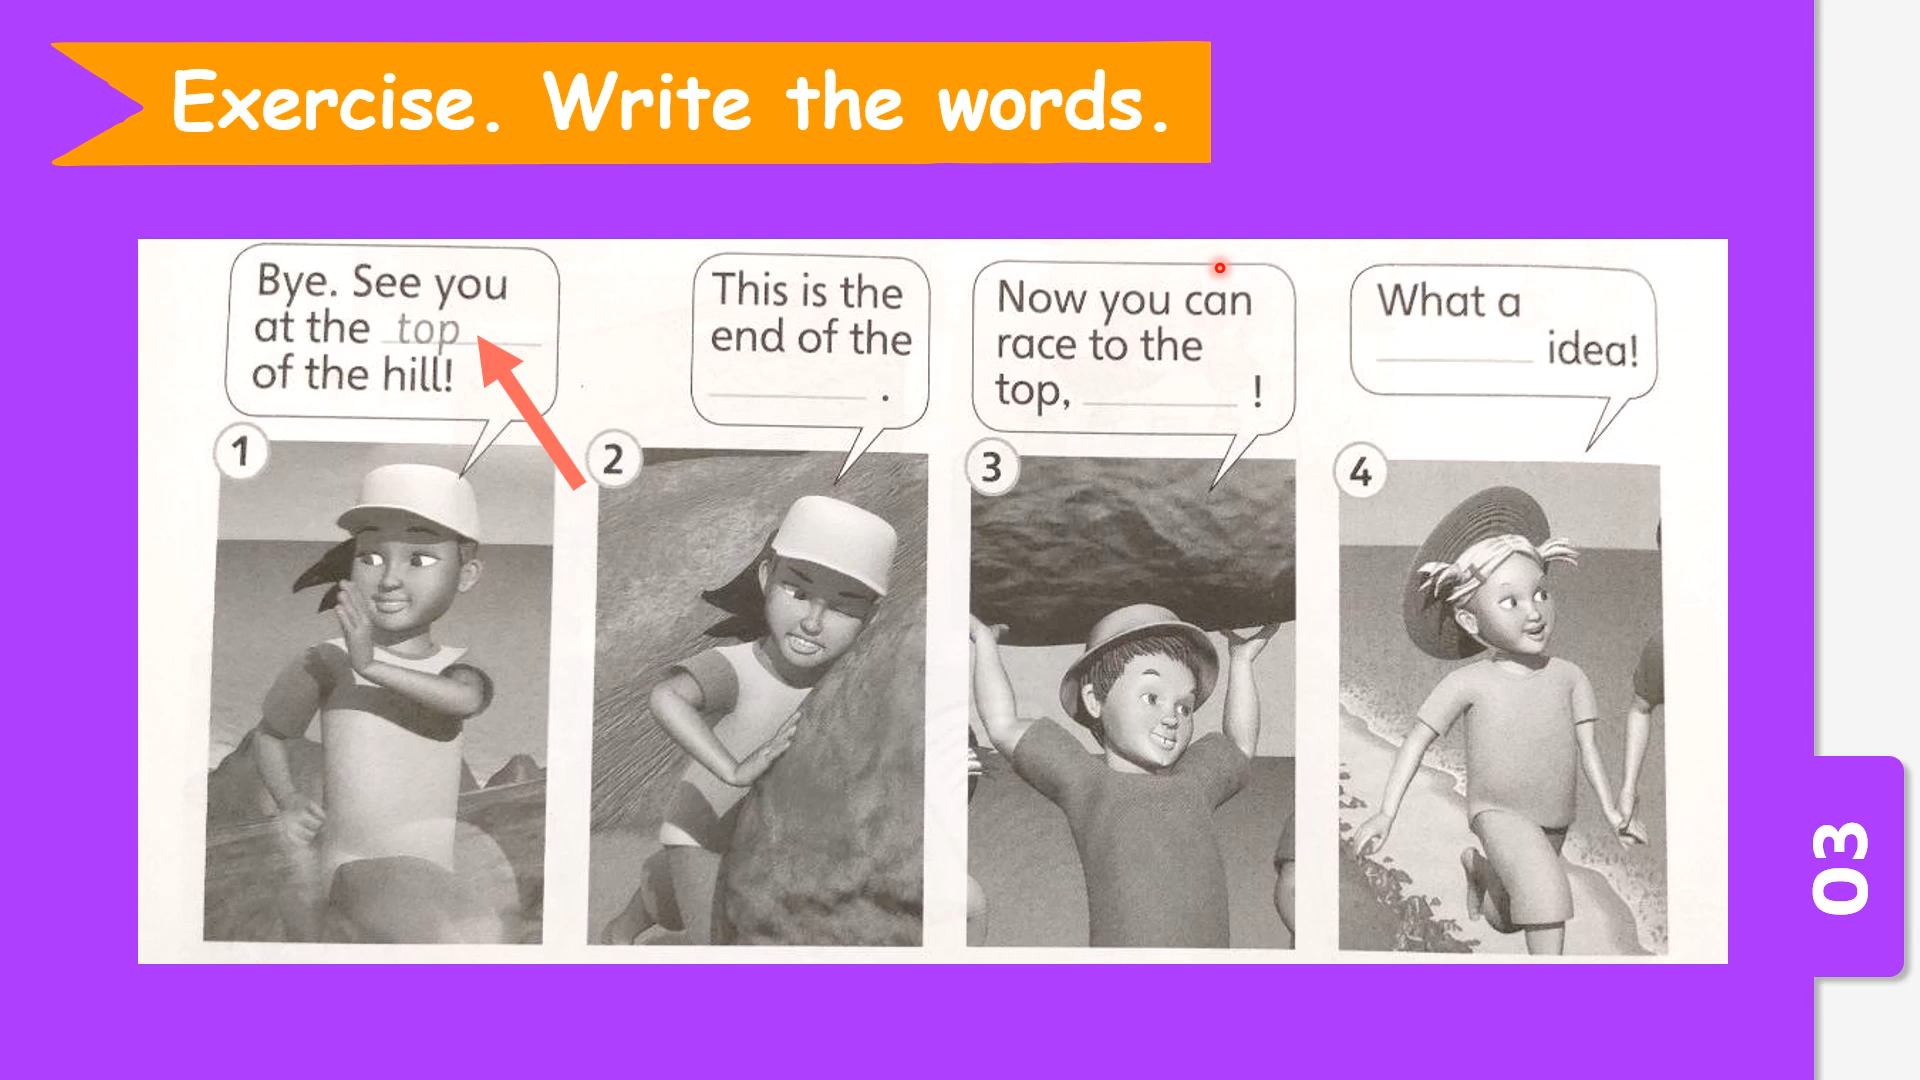 Exercise. Write the words.
Bye. See you
at the top
of the hill!
This is the
end of the
.
Now you can
race to the
top, !
What a
idea!
1
2
3
4
03